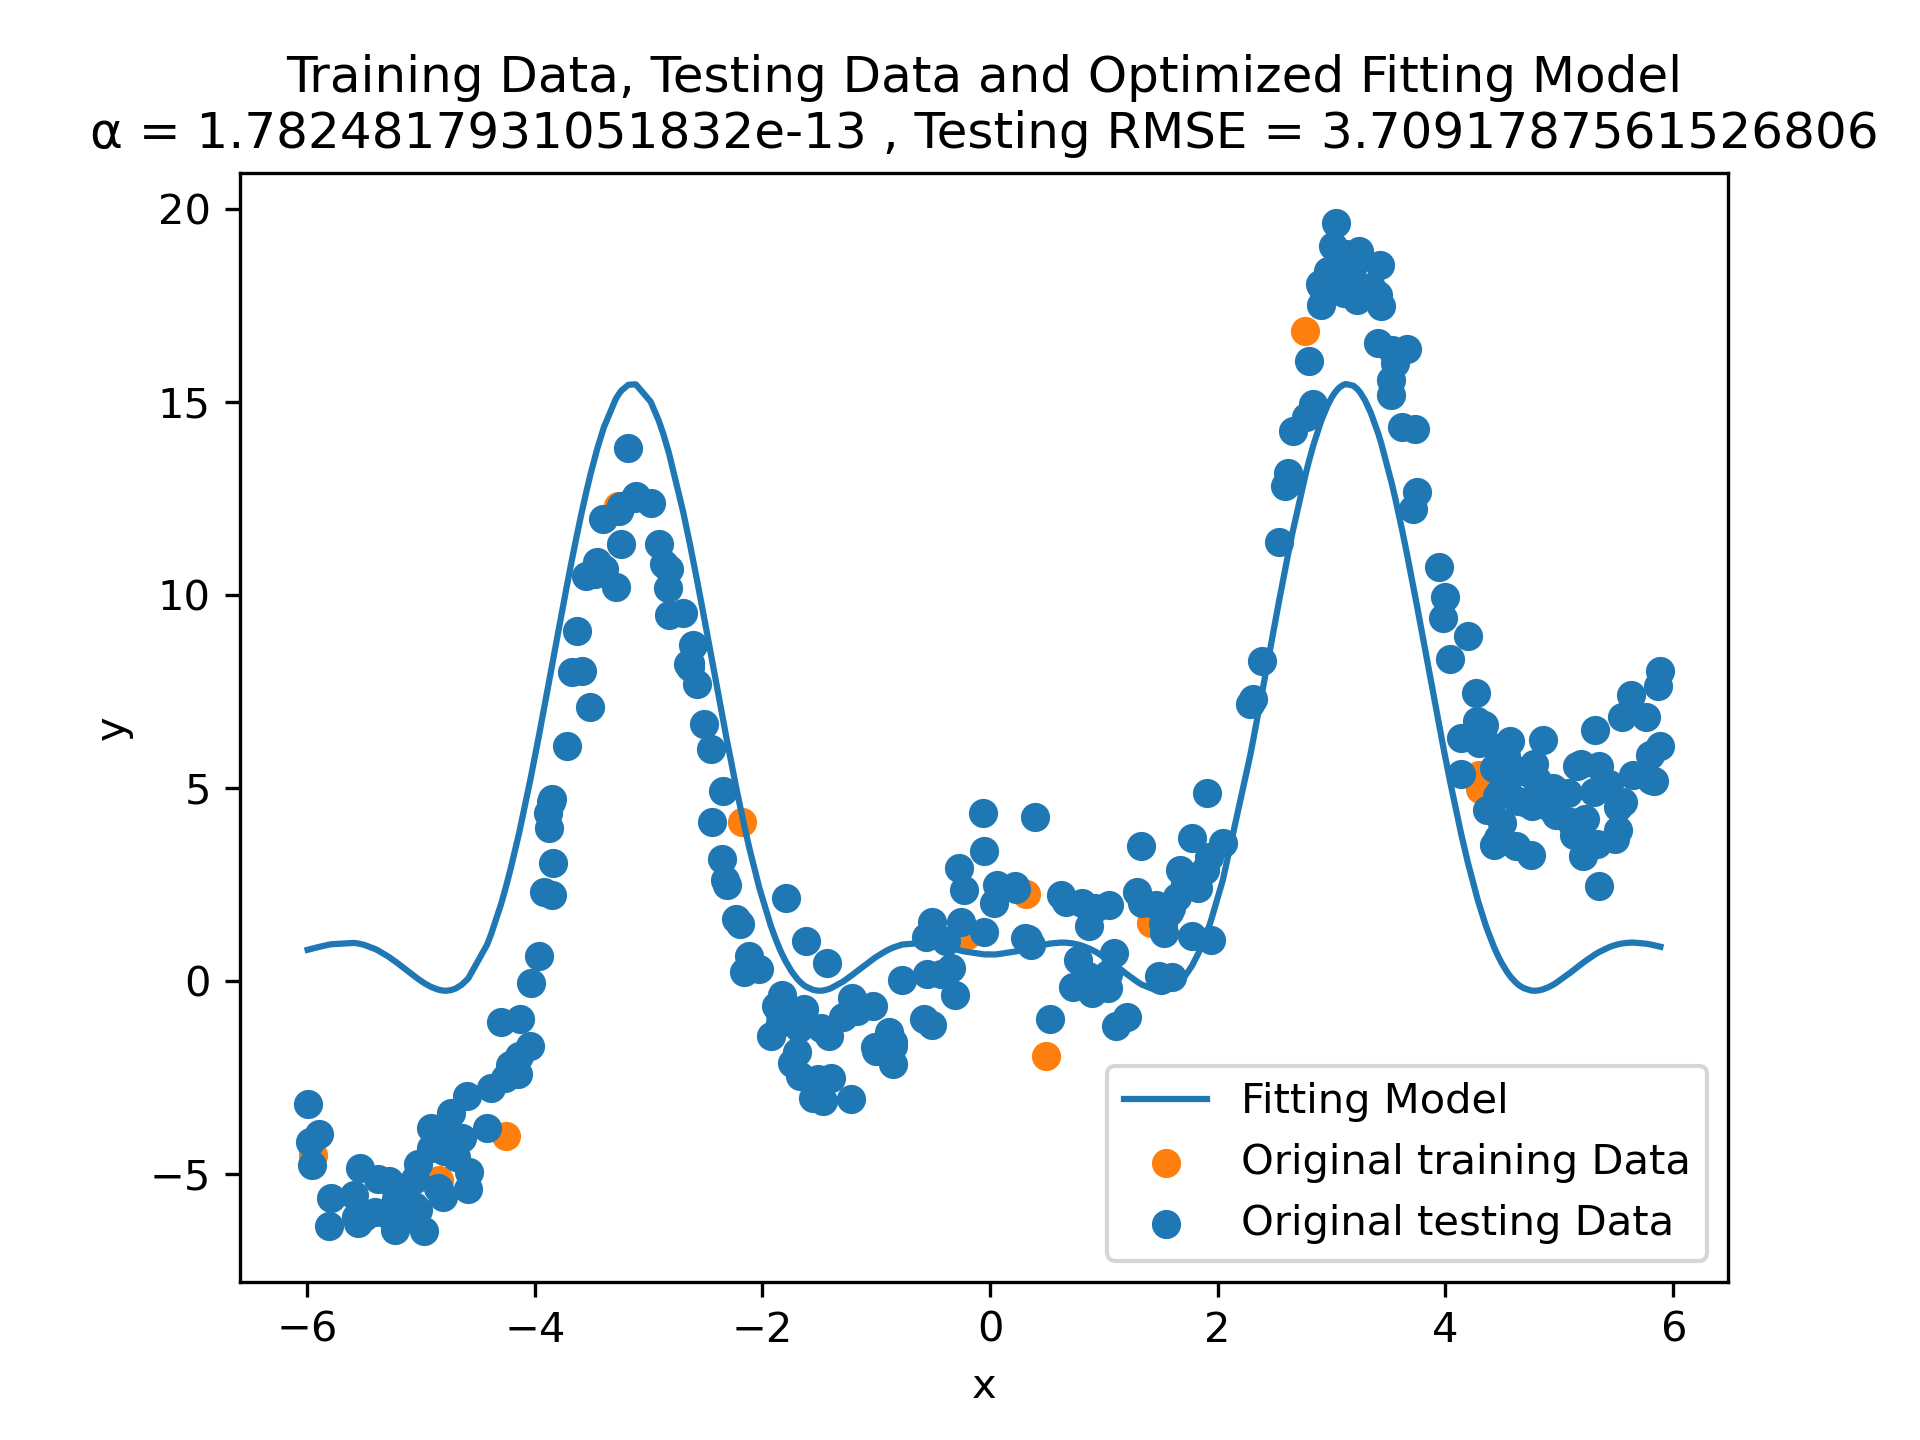 Training Data, Testing Data and Optimized Fitting Model
α = 1.7824817931051832e-13 , Testing RMSE = 3.7091787561526806
20
15
10
5
0
−5
y
−6 −4 −2 0 2 4 6
x
Fitting Model
Original training Data
Original testing Data